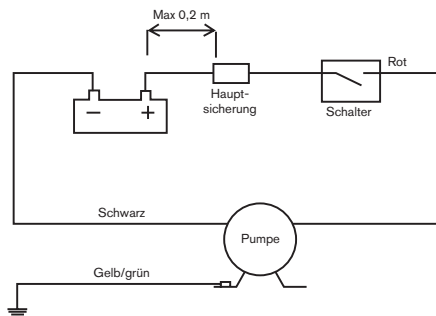 Max 0,2 m
Rot
Haupt-
sicherung
Schalter
− +
Schwarz
Pumpe
Gelb/grün